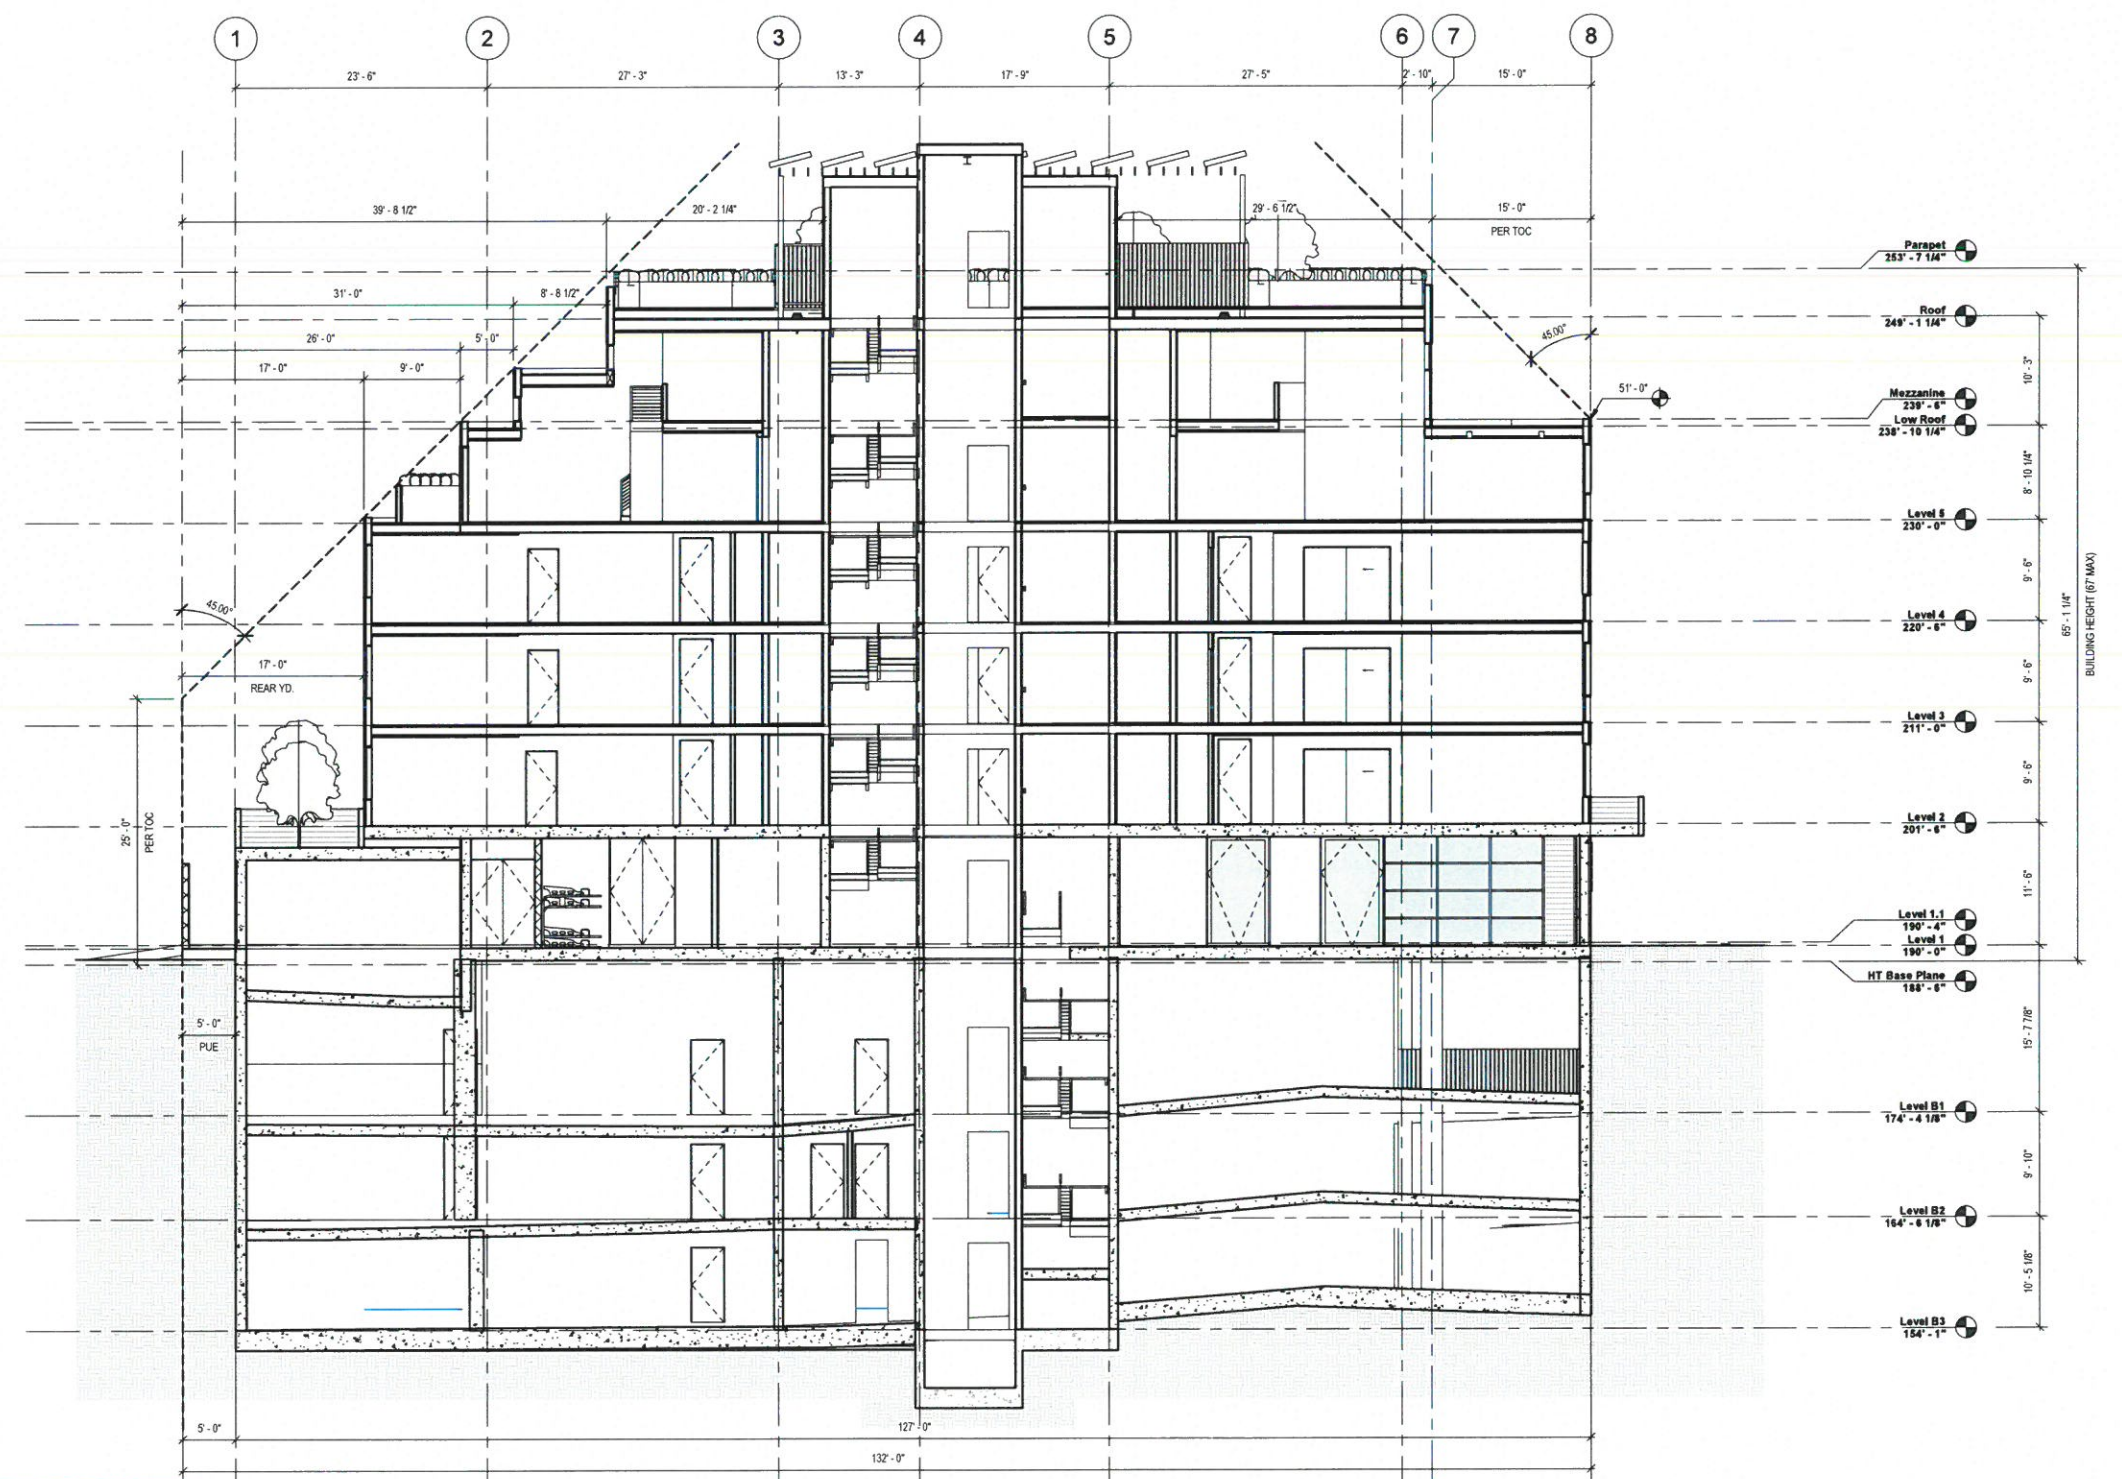 1 2 3 4 5 6 7 8
23' - 6" 27' - 3" 13' - 3" 17' - 9" 27' - 5" 2' - 10" 15' - 0"
39' - 8 1/2" 20' - 2 1/4" 29' - 6 1/2" 15' - 0"
PER TOC
Parapet
253' - 7 1/4"
31' - 0" 8' - 8 1/2"
Roof
249' - 1 1/4"
26' - 0" 5' - 0"
45.00°
17' - 0" 9' - 0"
10' - 3"
51' - 0"
Mezzanine
239' - 6"
Low Roof
238' - 10 1/4"
8' - 10 1/4"
Level 5
230' - 0"
9' - 6"
45.00°
Level 4
220' - 6"
65' - 1 1/4"
BUILDING HEIGHT (67' MAX)
17' - 0"
REAR YD.
9' - 6"
Level 3
211' - 0"
9' - 6"
25' - 0"
PER TOC
Level 2
201' - 6"
11' - 6"
Level 1.1
190' - 4"
Level 1
190' - 0"
HT Base Plane
188' - 6"
5' - 0"
PUE
15' - 7 7/8"
Level B1
174' - 4 1/8"
9' - 10"
Level B2
164' - 6 1/8"
10' - 5 1/8"
Level B3
154' - 1"
5' - 0" 127' - 0"
132' - 0"